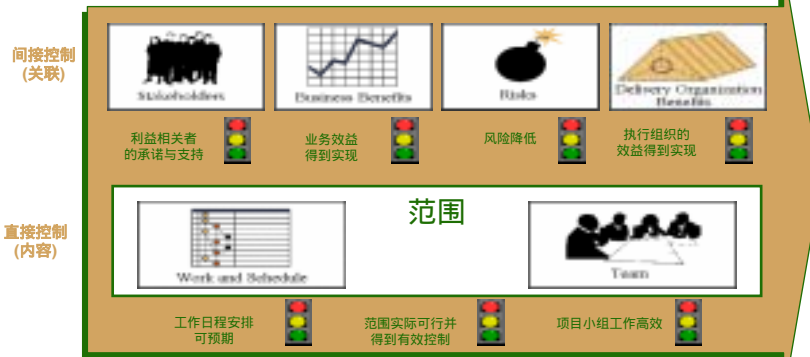 间接控制
(关联)
Stakeholders
Business Benefits
Risks
Delivery Organization
Benefits
利益相关者
的承诺与支持
业务效益
得到实现
风险降低
执行组织的
效益得到实现
直接控制
(内容)
范围
Work and Schedule
Team
工作日程安排
可预期
范围实际可行并
得到有效控制
项目小组工作高效